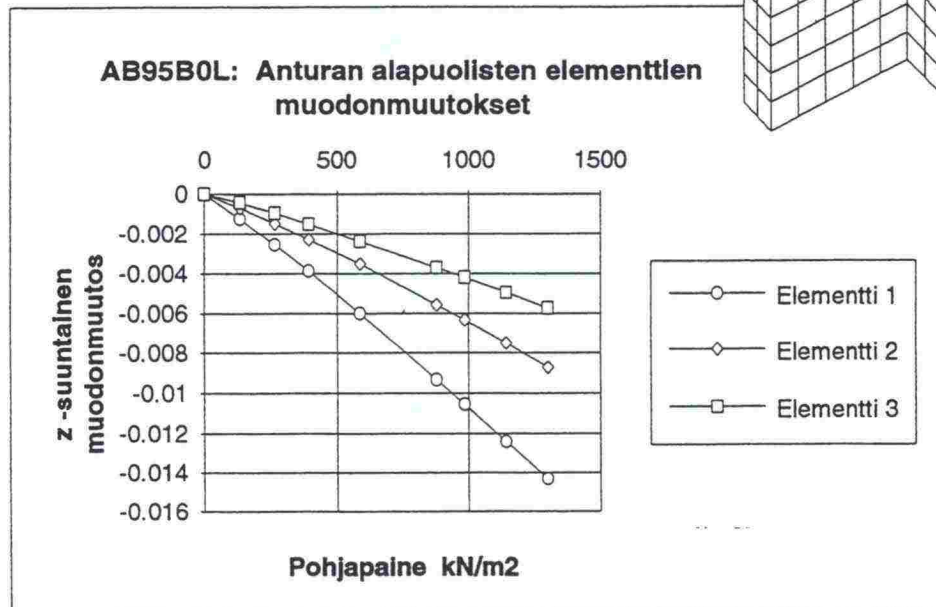 AB95B0L: Anturan alapuolisten elementtien
muodonmuutokset
0 500 1000 1500
0
-0.002
-0.004
-0.006
-0.008
-0.01
-0.012
-0.014
-0.016
z -suuntainen
muodonmuutos
Pohjapaine kN/m2
Elementti 1
Elementti 2
Elementti 3